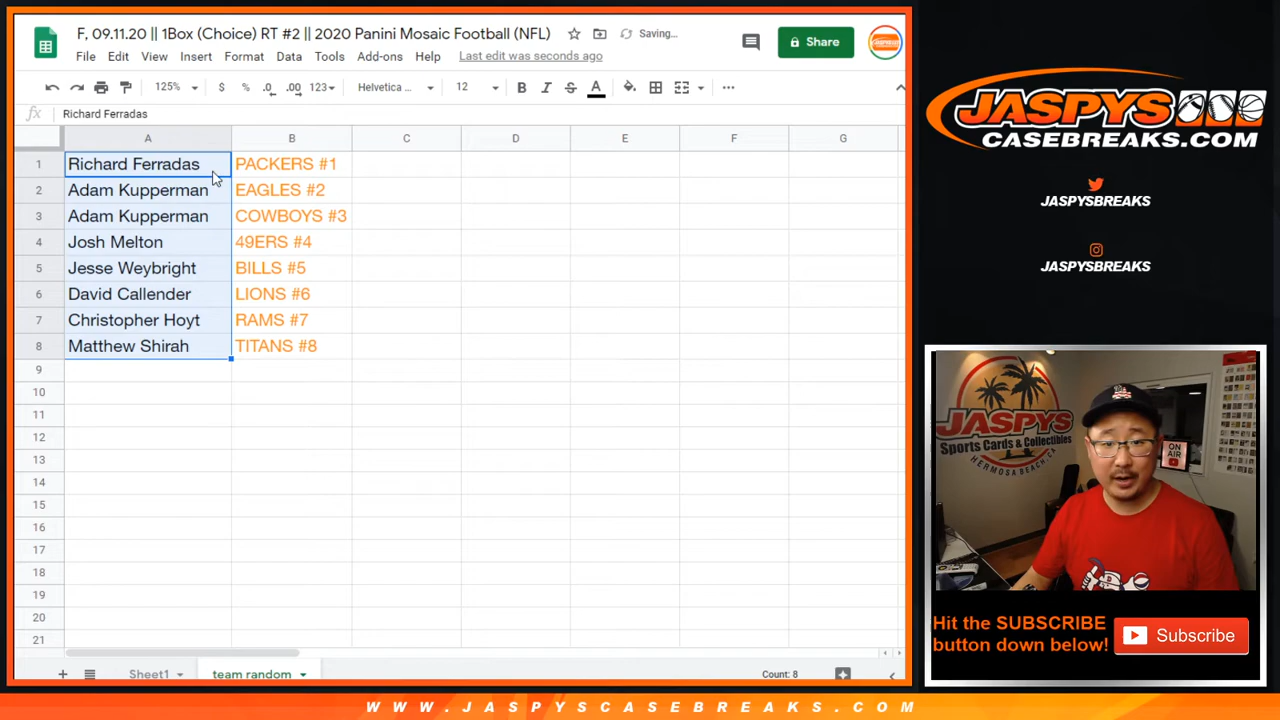 F, 09.11.20 || 1Box (Choice) RT #2 || 2020 Panini Mosaic Football (NFL)
Saving...
Share
File Edit View Insert Format Data Tools Add-ons Help Last edit was seconds ago
125% $ % .0 .00 123 Helvetica ... 12 B I S A
fx Richard Ferradas
A B C D E F G
1 Richard Ferradas PACKERS #1
2 Adam Kupperman EAGLES #2
3 Adam Kupperman COWBOYS #3
4 Josh Melton 49ERS #4
5 Jesse Weybright BILLS #5
6 David Callender LIONS #6
7 Christopher Hoyt RAMS #7
8 Matthew Shirah TITANS #8
9
10
11
12
13
14
15
16
17
18
19
20
21
Sheet1 team random Count: 8
JASPYS
CASEBREAKS.COM
JASPYSBREAKS
JASPYSBREAKS
JASPYS
Sports Cards & Collectibles
HERMOSA BEACH, CA
ON
AIR
Hit the SUBSCRIBE
button down below!
Subscribe
WWW.JASPYSCASEBREAKS.COM